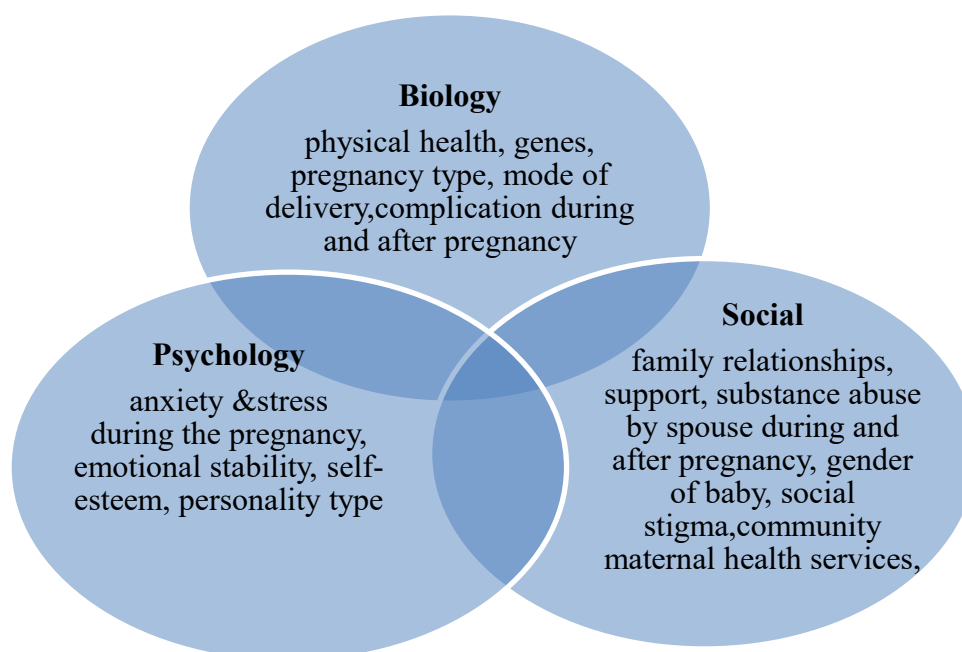 Biology
physical health, genes,
pregnancy type, mode of
delivery,complication during
and after pregnancy
Psychology
anxiety &stress
during the pregnancy,
emotional stability, self-
esteem, personality type
Social
family relationships,
support, substance abuse
by spouse during and
after pregnancy, gender
of baby, social
stigma,community
maternal health services,